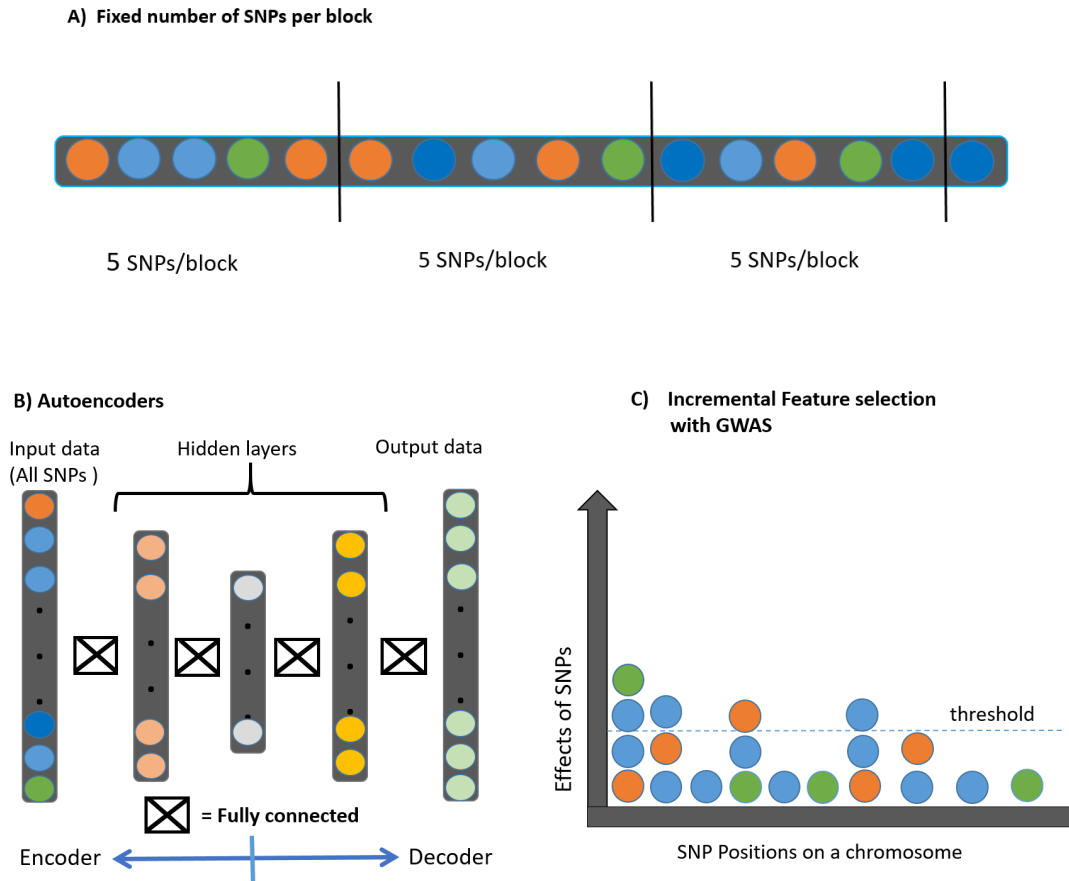 A) Fixed number of SNPs per block
5 SNPs/block
5 SNPs/block
5 SNPs/block
B) Autoencoders
Input data
(All SNPs )
Hidden layers
Output data
= Fully connected
Encoder
Decoder
C) Incremental Feature selection
with GWAS
Effects of SNPs
threshold
SNP Positions on a chromosome